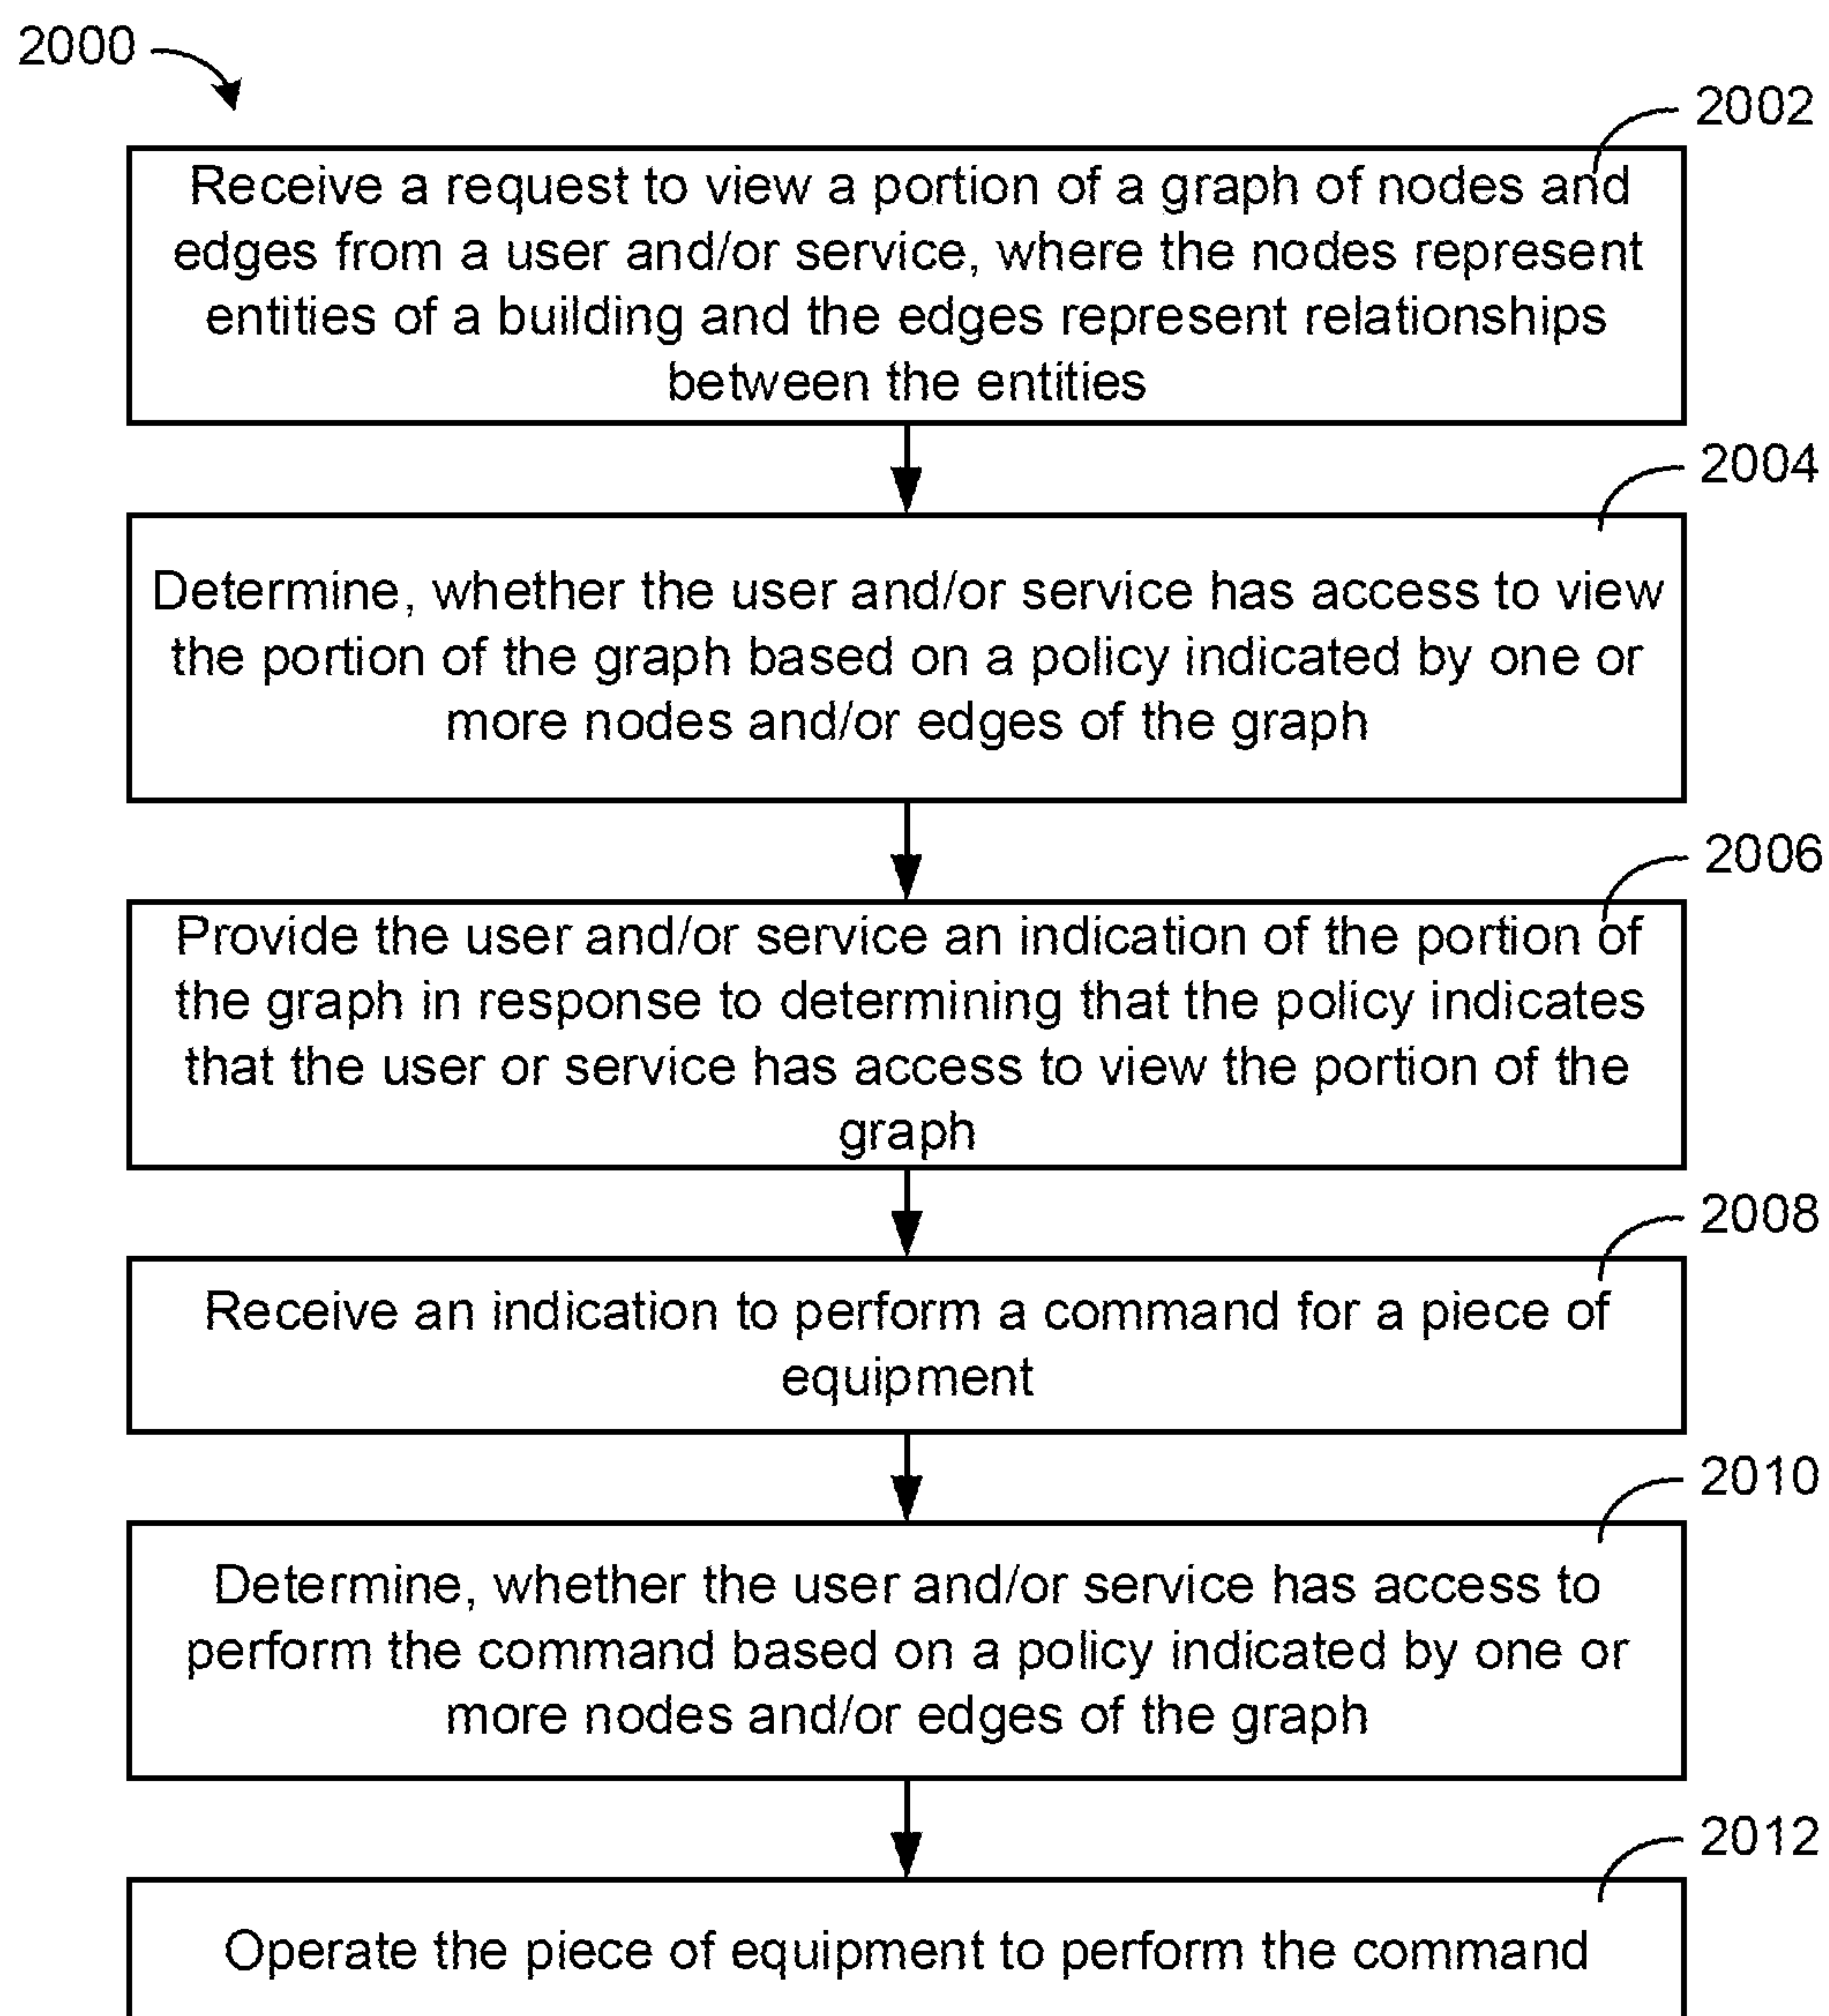 2000
2002
Receive a request to view a portion of a graph of nodes and
edges from a user and/or service, where the nodes represent
entities of a building and the edges represent relationships
between the entities
2004
Determine, whether the user and/or service has access to view
the portion of the graph based on a policy indicated by one or
more nodes and/or edges of the graph
2006
Provide the user and/or service an indication of the portion of
the graph in response to determining that the policy indicates
that the user or service has access to view the portion of the
graph
2008
Receive an indication to perform a command for a piece of
equipment
2010
Determine, whether the user and/or service has access to
perform the command based on a policy indicated by one or
more nodes and/or edges of the graph
2012
Operate the piece of equipment to perform the command